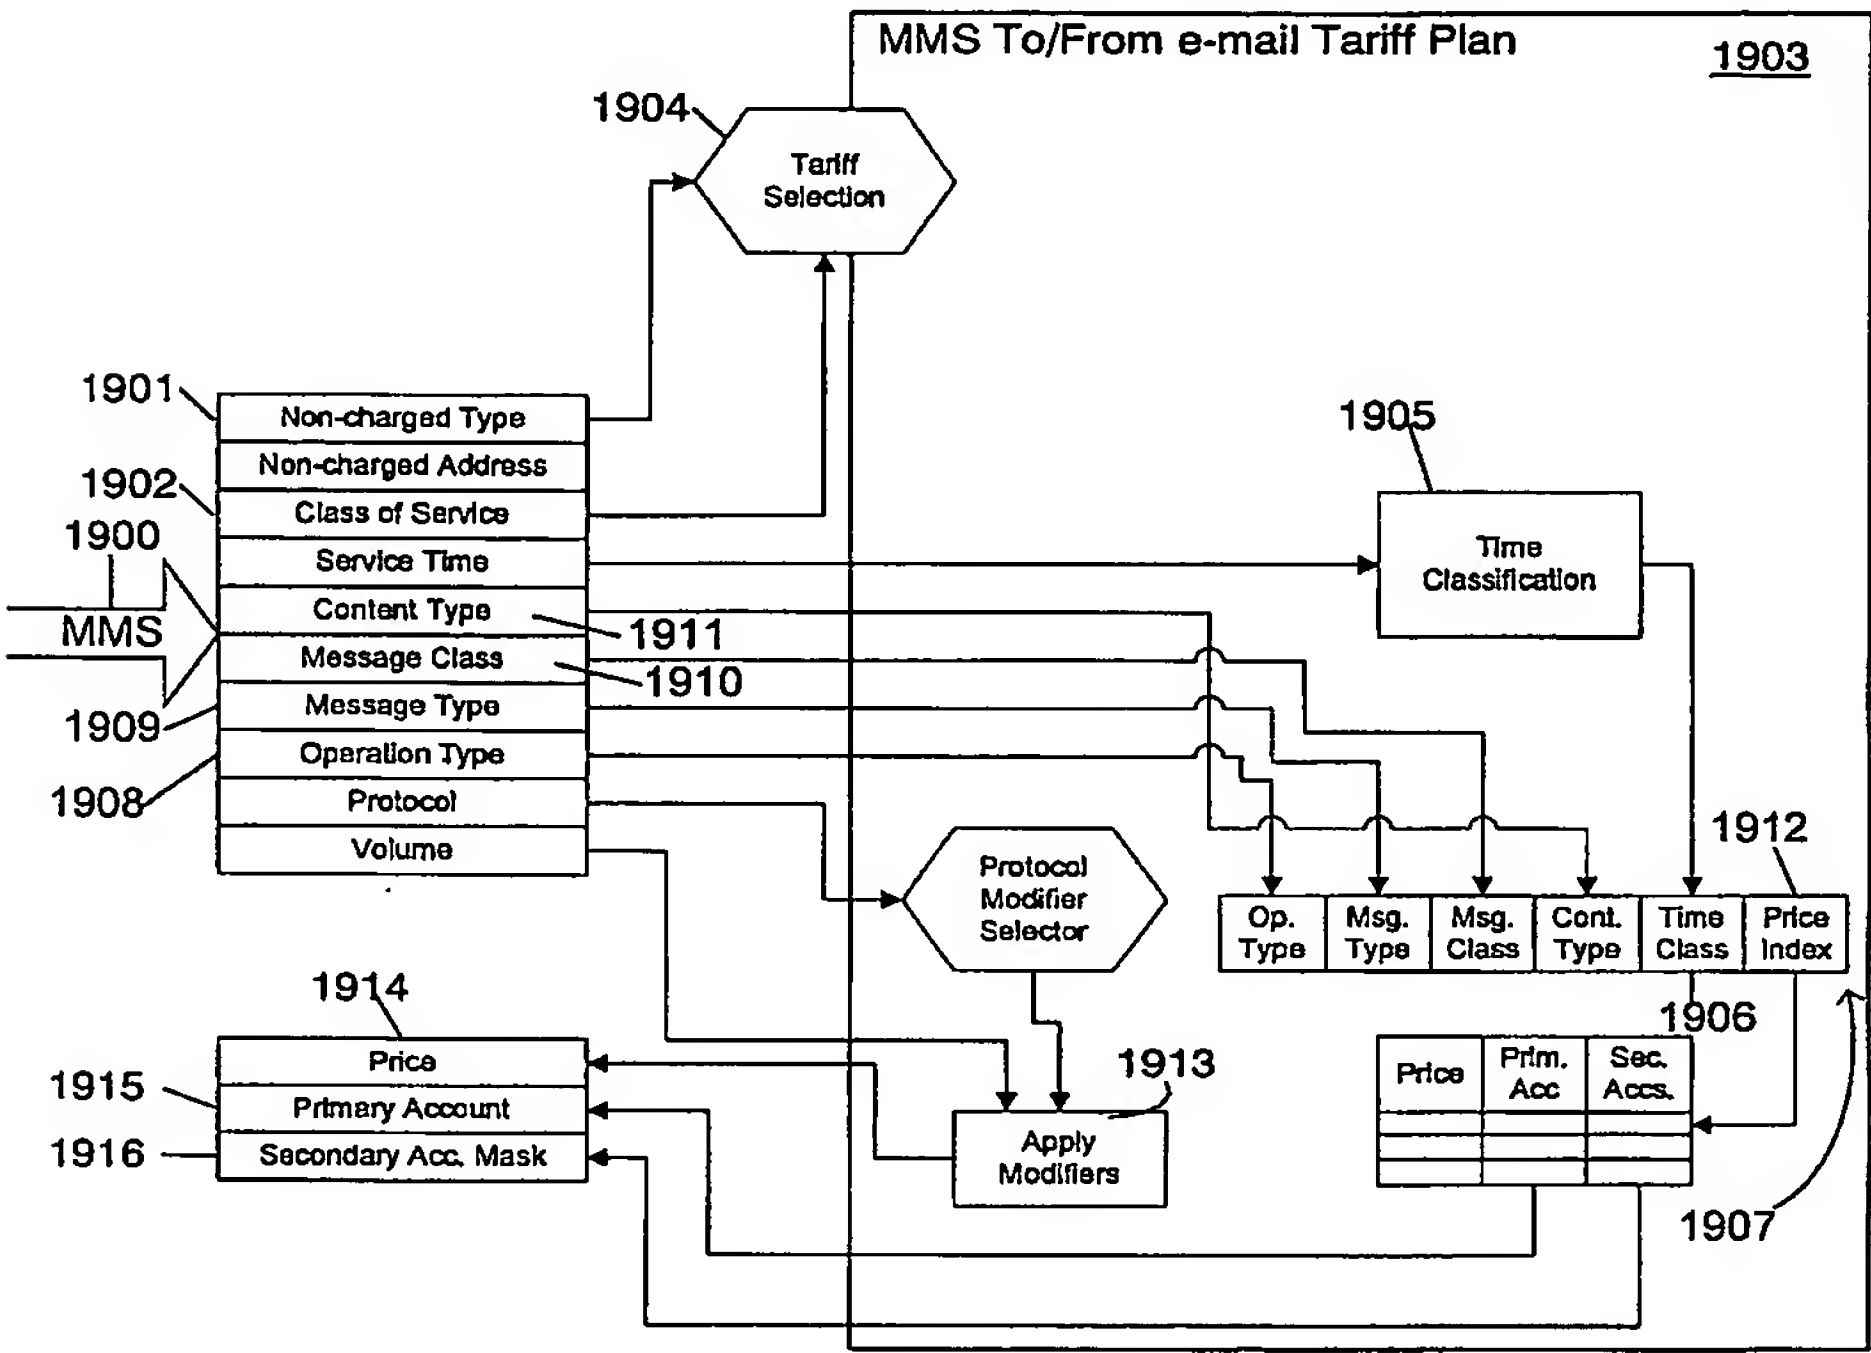 MMS To/From e-mail Tariff Plan
1903
1904
Tariff
Selection
1901
Non-charged Type
Non-charged Address
1902
Class of Service
1900
Service Time
MMS
Content Type
1911
Message Class
1910
1909
Message Type
1908
Operation Type
Protocol
Volume
1905
Time
Classification
Protocol
Modifier
Selector
1912
Op.
Type
Msg.
Type
Msg.
Class
Cont.
Type
Time
Class
Price
Index
1906
1907
Price
Prim.
Acc
Sec.
Accs.
1913
Apply
Modifiers
1914
Price
1915
Primary Account
1916
Secondary Acc. Mask